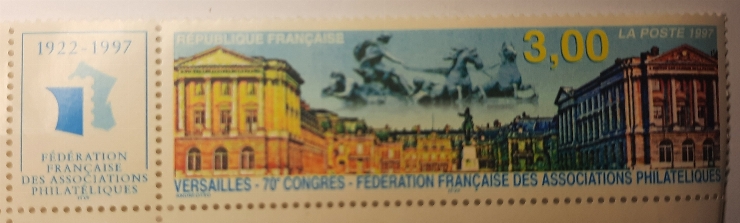 1922-1997
FÉDÉRATION
FRANÇAISE
DES ASSOCIATIONS
PHILATÉLIQUES
RÉPUBLIQUE FRANÇAISE
3,00
LA POSTE 1997
VERSAILLES - 70e CONGRES - FÉDÉRATION FRANÇAISE DES ASSOCIATIONS PHILATÉLIQUES